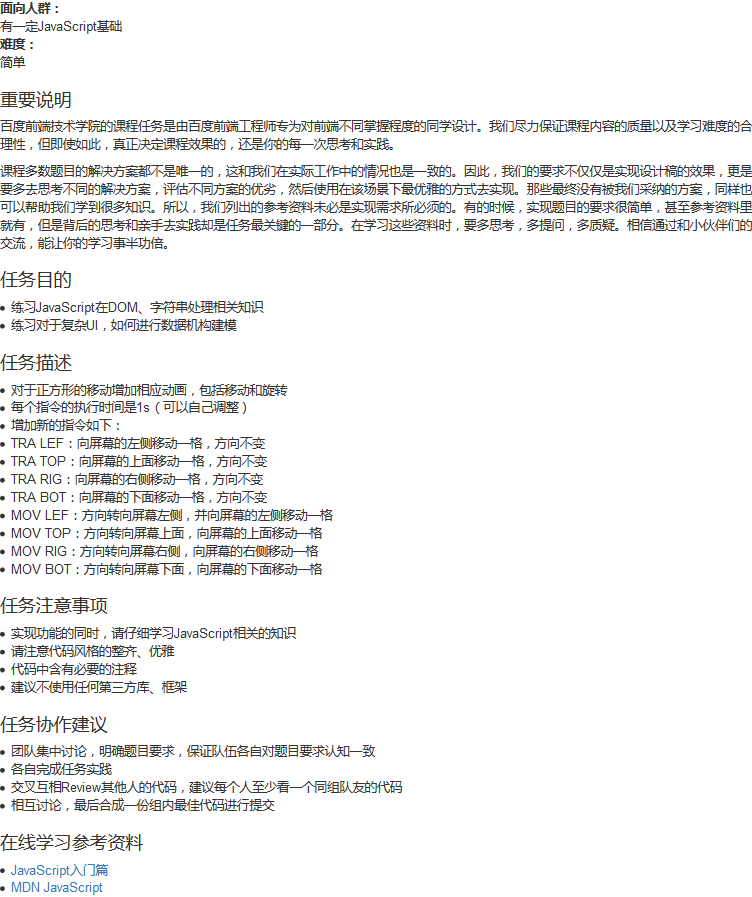 面向人群：
有一定JavaScript基础
难度：
简单
重要说明
百度前端技术学院的课程任务是由百度前端工程师专为对前端不同掌握程度的同学设计。我们尽力保证课程内容的质量以及学习难度的合
理性，但即使如此，真正决定课程效果的，还是你的每一次思考和实践。
课程多数题目的解决方案都不是唯一的，这和我们在实际工作中的情况也是一致的。因此，我们的要求不仅仅是实现设计稿的效果，更是
要多去思考不同的解决方案，评估不同方案的优劣，然后使用在该场景下最优雅的方式去实现。那些最终没有被我们采纳的方案，同样也
可以帮助我们学到很多知识。所以，我们列出的参考资料未必是实现需求所必须的。有的时候，实现题目的要求很简单，甚至参考资料里
就有，但是背后的思考和亲手去实践却是任务最关键的一部分。在学习这些资料时，要多思考，多提问，多质疑。相信通过和小伙伴们的
交流，能让你的学习事半功倍。
任务目的
• 练习JavaScript在DOM、字符串处理相关知识
• 练习对于复杂UI，如何进行数据机构建模
任务描述
• 对于正方形的移动增加相应动画，包括移动和旋转
• 每个指令的执行时间是1s（可以自己调整）
• 增加新的指令如下：
• TRA LEF：向屏幕的左侧移动一格，方向不变
• TRA TOP：向屏幕的上面移动一格，方向不变
• TRA RIG：向屏幕的右侧移动一格，方向不变
• TRA BOT：向屏幕的下面移动一格，方向不变
• MOV LEF：方向转向屏幕左侧，并向屏幕的左侧移动一格
• MOV TOP：方向转向屏幕上面，向屏幕的上面移动一格
• MOV RIG：方向转向屏幕右侧，向屏幕的右侧移动一格
• MOV BOT：方向转向屏幕下面，向屏幕的下面移动一格
任务注意事项
• 实现功能的同时，请仔细学习JavaScript相关的知识
• 请注意代码风格的整齐、优雅
• 代码中含有必要的注释
• 建议不使用任何第三方库、框架
任务协作建议
• 团队集中讨论，明确题目要求，保证队伍各自对题目要求认知一致
• 各自完成任务实践
• 交叉互相Review其他人的代码，建议每个人至少看一个同组队友的代码
• 相互讨论，最后合成一份组内最佳代码进行提交
在线学习参考资料
• JavaScript入门篇
• MDN JavaScript